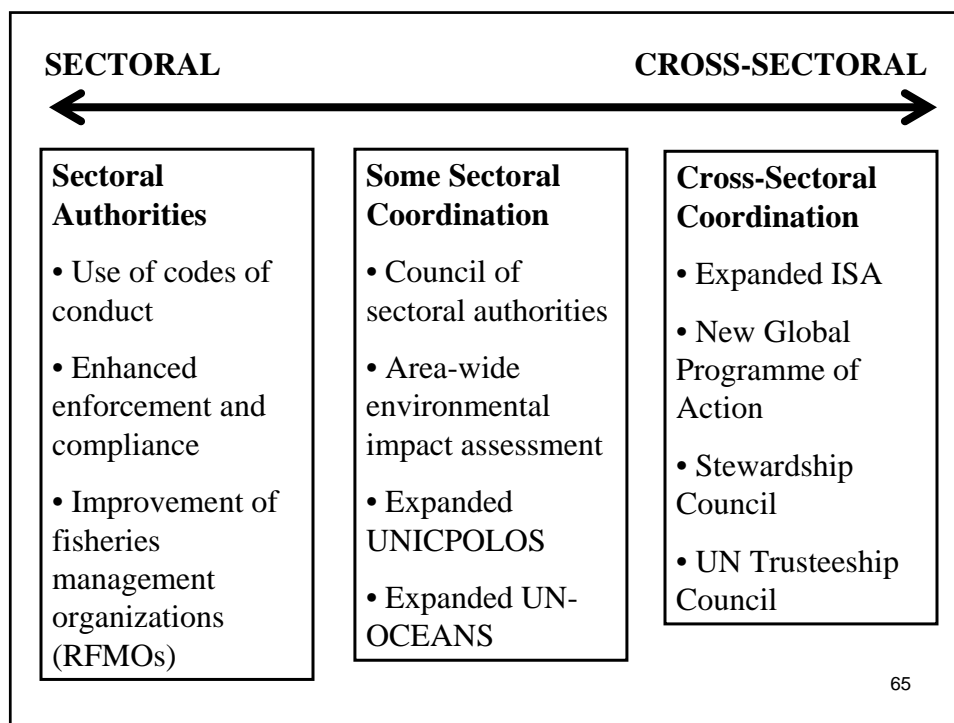 SECTORAL
CROSS-SECTORAL
Sectoral
Authorities
• Use of codes of
conduct
• Enhanced
enforcement and
compliance
• Improvement of
fisheries
management
organizations
(RFMOs)
Some Sectoral
Coordination
• Council of
sectoral authorities
• Area-wide
environmental
impact assessment
• Expanded
UNICPOLOS
• Expanded UN-
OCEANS
Cross-Sectoral
Coordination
• Expanded ISA
• New Global
Programme of
Action
• Stewardship
Council
• UN Trusteeship
Council
65